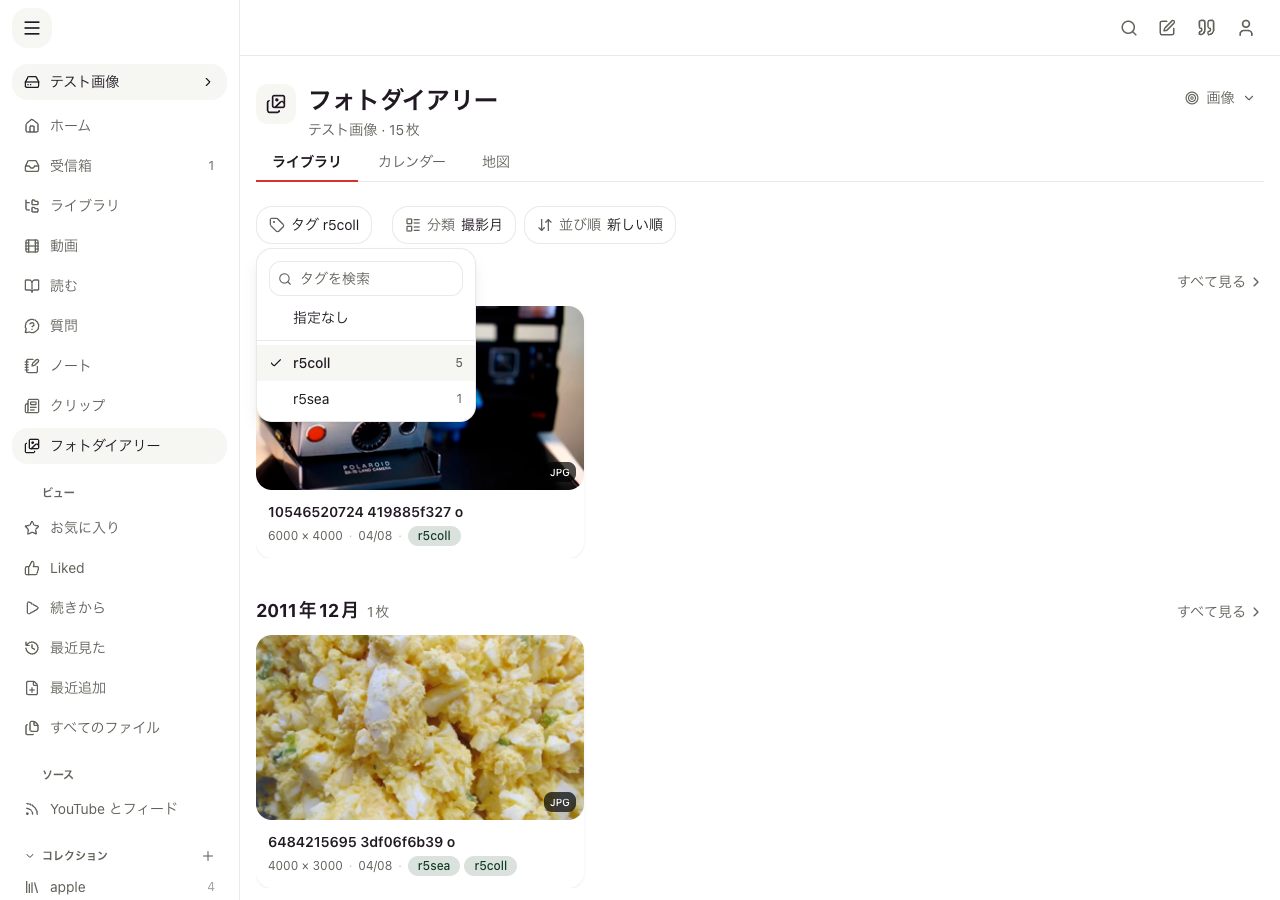 テスト画像
ホーム
受信箱 1
ライブラリ
動画
読む
質問
ノート
クリップ
フォトダイアリー
ビュー
お気に入り
Liked
続きから
最近見た
最近追加
すべてのファイル
ソース
YouTube とフィード
コレクション
apple 4
フォトダイアリー
テスト画像 · 15枚
画像
ライブラリ カレンダー 地図
タグ r5coll 分類 撮影月 並び順 新しい順
タグを検索
指定なし
r5coll 5
r5sea 1
すべて見る
POLAROID
SX-70 LAND CAMERA
JPG
10546520724 419885f327 o
6000 × 4000 · 04/08 · r5coll
2011年12月 1枚 すべて見る
JPG
6484215695 3df06f6b39 o
4000 × 3000 · 04/08 · r5sea r5coll